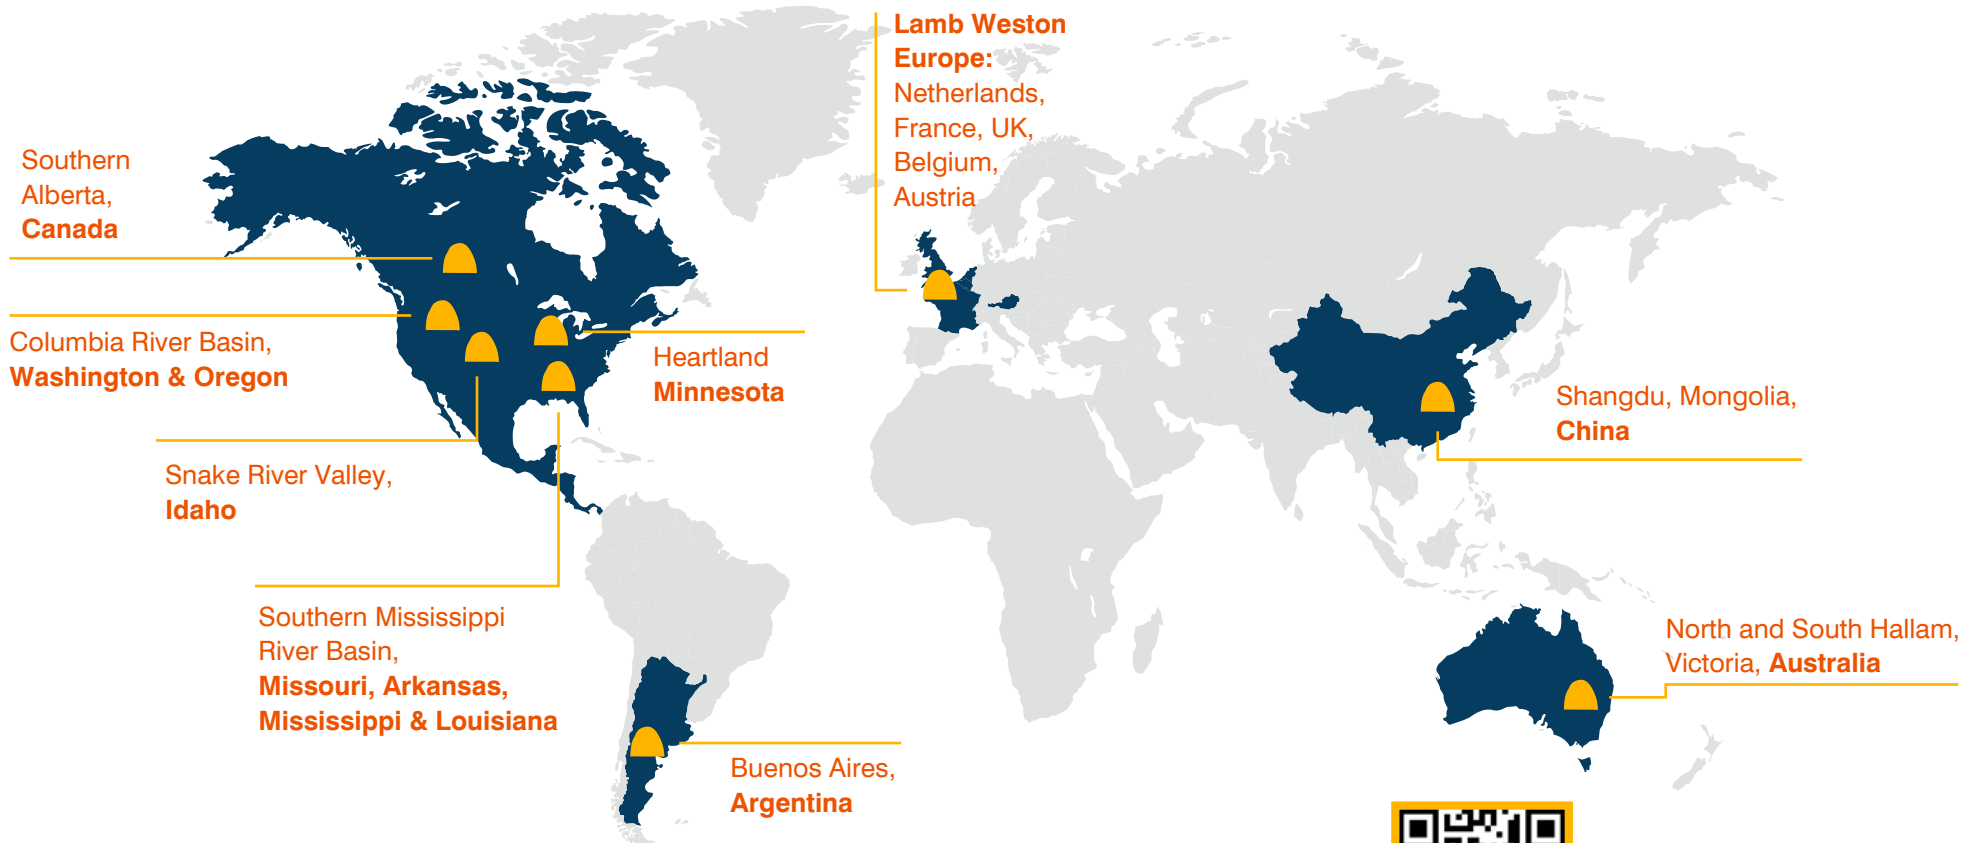 Lamb Weston
Europe:
Netherlands,
France, UK,
Belgium,
Austria
Southern
Alberta,
Canada
Columbia River Basin,
Washington & Oregon
Heartland
Minnesota
Snake River Valley,
Idaho
Southern Mississippi
River Basin,
Missouri, Arkansas,
Mississippi & Louisiana
Buenos Aires,
Argentina
Shangdu, Mongolia,
China
North and South Hallam,
Victoria, Australia